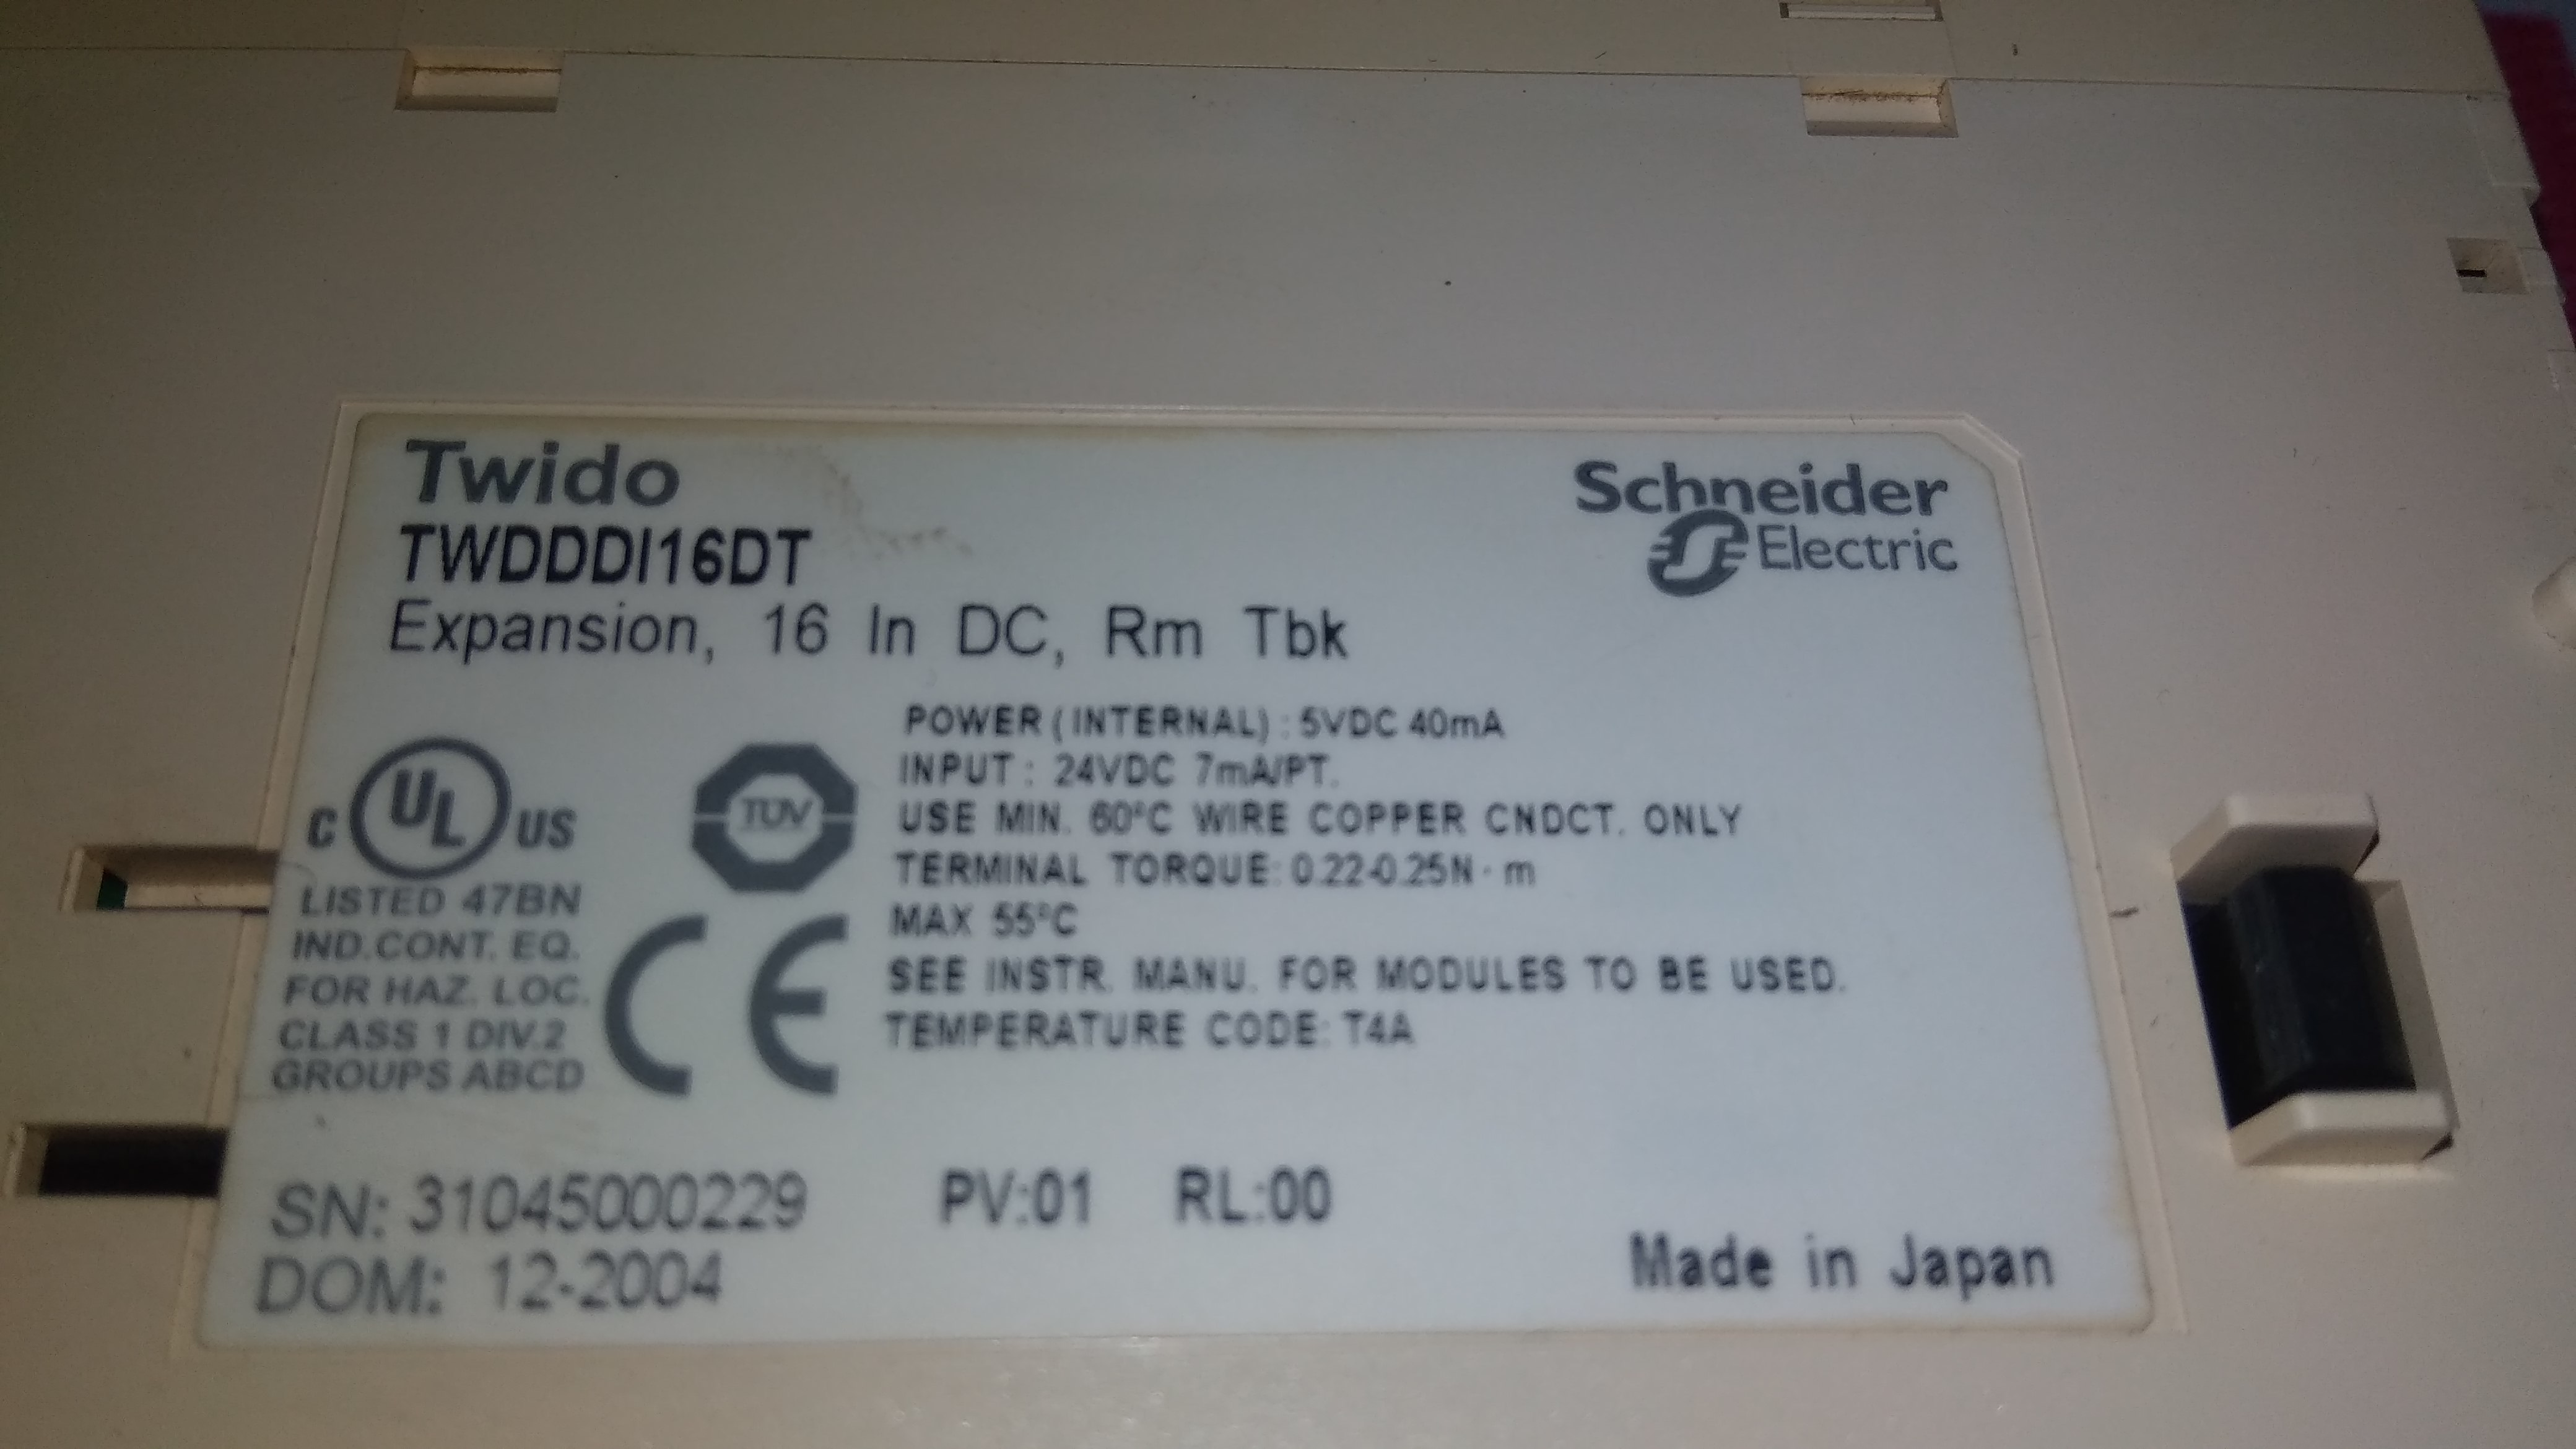 Twido
TWDDDI16DT
Expansion, 16 In DC, Rm Tbk
Schneider
Electric
POWER (INTERNAL) : 5VDC 40mA
INPUT : 24VDC 7mA/PT.
USE MIN. 60°C WIRE COPPER CNDCT. ONLY
TERMINAL TORQUE: 0.22-0.25N · m
MAX 55°C
SEE INSTR. MANU. FOR MODULES TO BE USED.
TEMPERATURE CODE: T4A
C UL US
LISTED 47BN
IND.CONT. EQ.
FOR HAZ. LOC.
CLASS 1 DIV.2
GROUPS ABCD
TÜV
CE
SN: 31045000229 PV:01 RL:00
DOM: 12-2004
Made in Japan